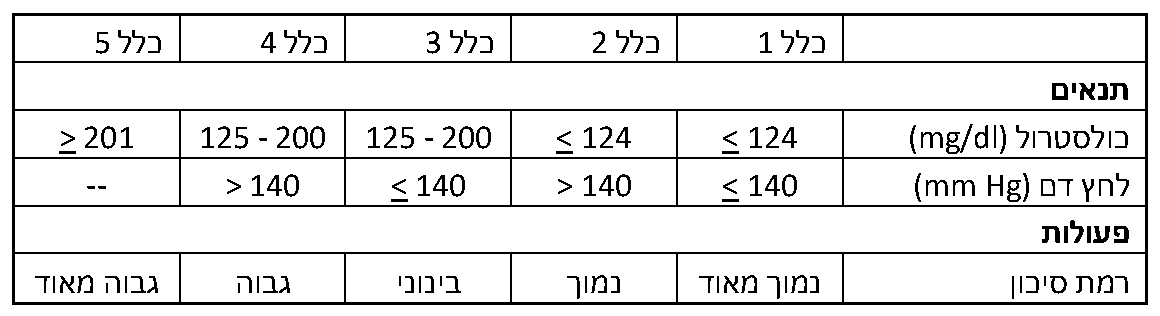 כלל 1 כלל 2 כלל 3 כלל 4 כלל 5
תנאים
כולסטרול (mg/dl) ≤ 124 ≤ 124 125 - 200 125 - 200 ≥ 201
לחץ דם (mm Hg) ≤ 140 > 140 ≤ 140 > 140 --
פעולות
רמת סיכון נמוך מאוד נמוך בינוני גבוה גבוה מאוד